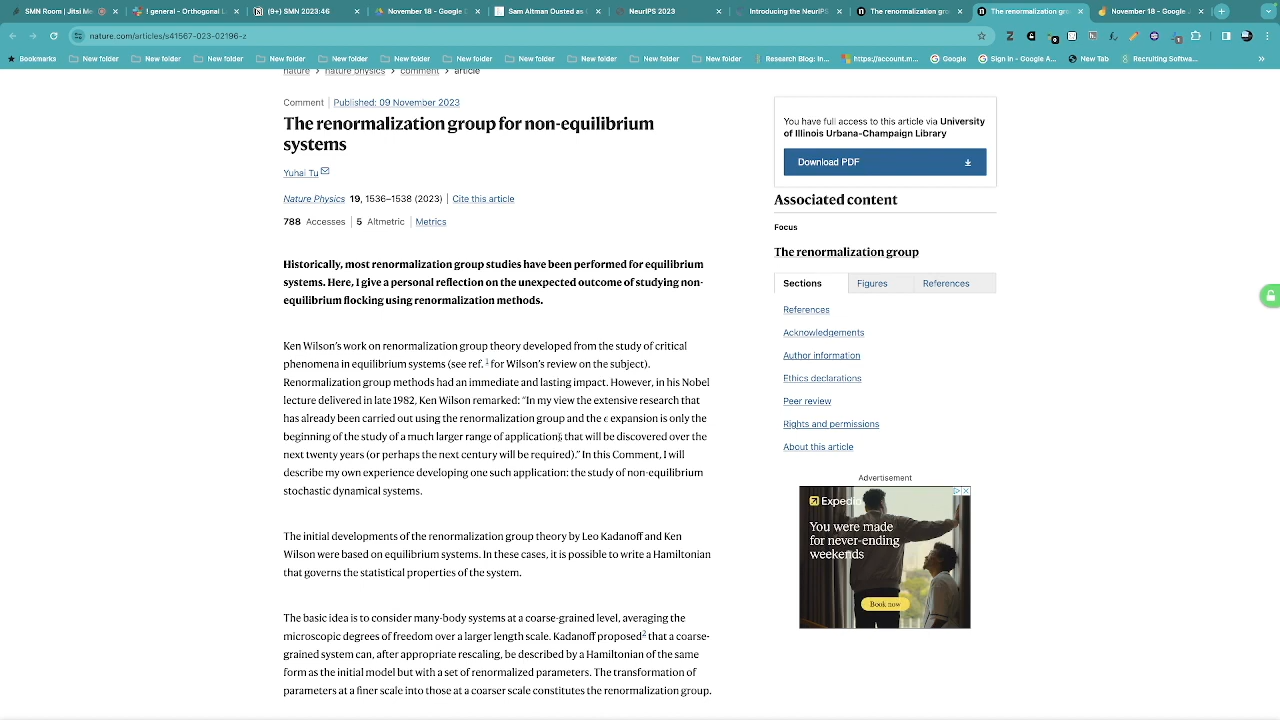 SMN Room | Jitsi Me
! general - Orthogonal L
(9+) SMN 2023:46
November 18 - Google D
Sam Altman Ousted as
NeurIPS 2023
Introducing the NeurIPS
The renormalization gro
The renormalization gro
November 18 - Google
nature.com/articles/s41567-023-02196-z
Bookmarks New folder New folder New folder New folder New folder New folder New folder New folder New folder New folder New folder Research Blog: In... https://account.m... Google Sign in - Google A... New Tab Recruiting Softwa... »
nature > nature physics > comment > article
Comment | Published: 09 November 2023
The renormalization group for non-equilibrium
systems
Yuhai Tu
Nature Physics 19, 1536–1538 (2023) | Cite this article
788 Accesses | 5 Altmetric | Metrics
Historically, most renormalization group studies have been performed for equilibrium
systems. Here, I give a personal reflection on the unexpected outcome of studying non-
equilibrium flocking using renormalization methods.
Ken Wilson's work on renormalization group theory developed from the study of critical
phenomena in equilibrium systems (see ref. 1 for Wilson's review on the subject).
Renormalization group methods had an immediate and lasting impact. However, in his Nobel
lecture delivered in late 1982, Ken Wilson remarked: “In my view the extensive research that
has already been carried out using the renormalization group and the ϵ expansion is only the
beginning of the study of a much larger range of applications that will be discovered over the
next twenty years (or perhaps the next century will be required).” In this Comment, I will
describe my own experience developing one such application: the study of non-equilibrium
stochastic dynamical systems.
The initial developments of the renormalization group theory by Leo Kadanoff and Ken
Wilson were based on equilibrium systems. In these cases, it is possible to write a Hamiltonian
that governs the statistical properties of the system.
The basic idea is to consider many-body systems at a coarse-grained level, averaging the
microscopic degrees of freedom over a larger length scale. Kadanoff proposed2 that a coarse-
grained system can, after appropriate rescaling, be described by a Hamiltonian of the same
form as the initial model but with a set of renormalized parameters. The transformation of
parameters at a finer scale into those at a coarser scale constitutes the renormalization group.
You have full access to this article via University
of Illinois Urbana-Champaign Library
Download PDF
Associated content
Focus
The renormalization group
Sections Figures References
References
Acknowledgements
Author information
Ethics declarations
Peer review
Rights and permissions
About this article
Advertisement
Expedia
You were made
for never-ending
weekends
Book now